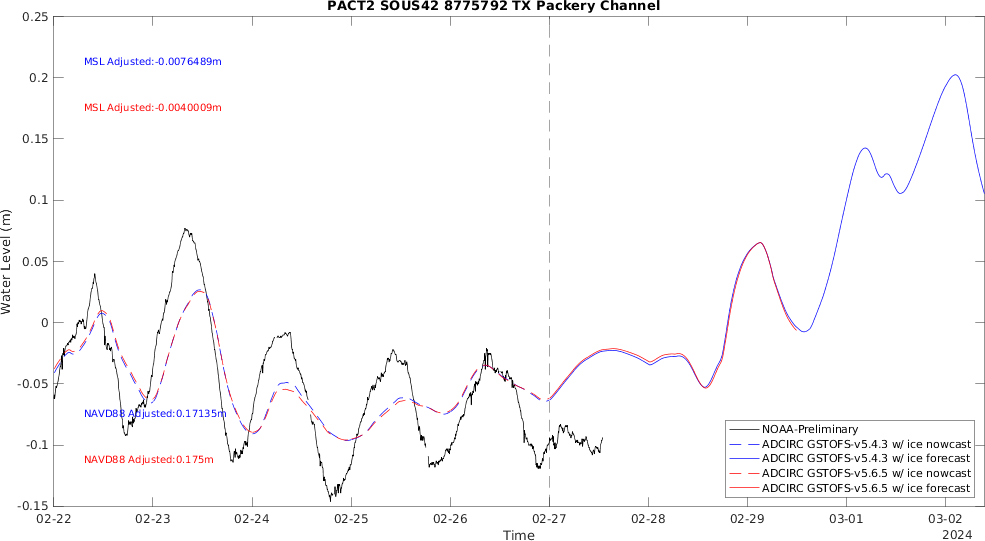 PACT2 SOUS42 8775792 TX Packery Channel
0.25
0.2
0.15
0.1
0.05
0
-0.05
-0.1
-0.15
Water Level (m)
MSL Adjusted:-0.0076489m
MSL Adjusted:-0.0040009m
NAVD88 Adjusted:0.17135m
NAVD88 Adjusted:0.175m
NOAA-Preliminary
ADCIRC GSTOFS-v5.4.3 w/ ice nowcast
ADCIRC GSTOFS-v5.4.3 w/ ice forecast
ADCIRC GSTOFS-v5.6.5 w/ ice nowcast
ADCIRC GSTOFS-v5.6.5 w/ ice forecast
02-22 02-23 02-24 02-25 02-26 02-27 02-28 02-29 03-01 03-02
Time
2024